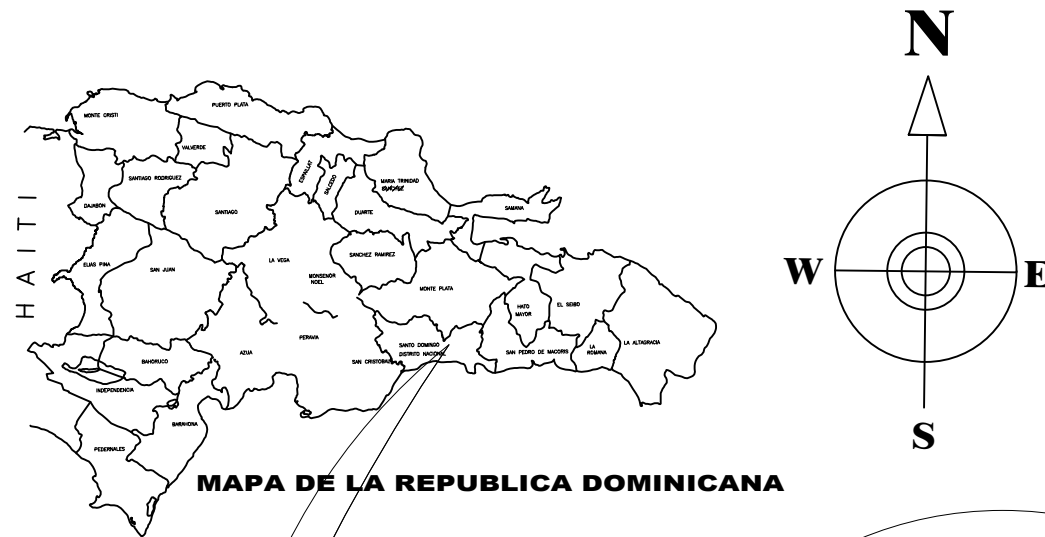 N
PUERTO PLATA
MONTE CRISTI
VALVERDE
ESPAILLAT
SALCEDO
MARIA TRINIDAD
SANTIAGO RODRIGUEZ
DAJABON
SANTIAGO
DUARTE
SAMANA
HAITI
ELIAS PINA
SAN JUAN
LA VEGA
SANCHEZ RAMIREZ
MONSENOR
NOEL
MONTE PLATA
W
E
HATO
MAYOR
EL SEIBO
PERAVIA
AZUA
SANTO DOMINGO
DISTRITO NACIONAL
SAN CRISTOBAL
SAN PEDRO DE MACORIS
LA
ROMANA
LA ALTAGRACIA
BAHORUCO
INDEPENDENCIA
BARAHONA
PEDERNALES
S
MAPA DE LA REPUBLICA DOMINICANA